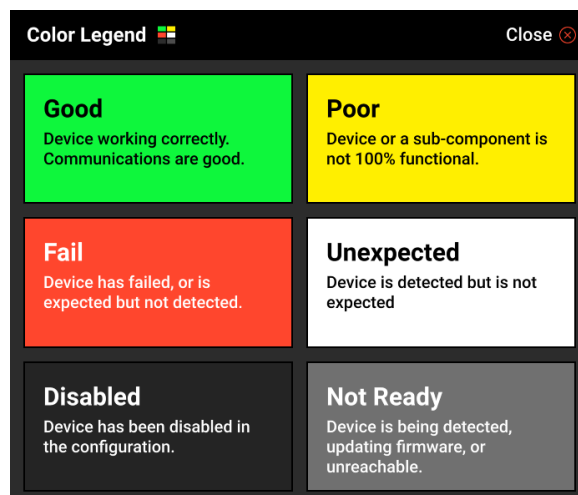 Color Legend
Close
Good
Device working correctly.
Communications are good.
Poor
Device or a sub-component is
not 100% functional.
Fail
Device has failed, or is
expected but not detected.
Unexpected
Device is detected but is not
expected
Disabled
Device has been disabled in
the configuration.
Not Ready
Device is being detected,
updating firmware, or
unreachable.